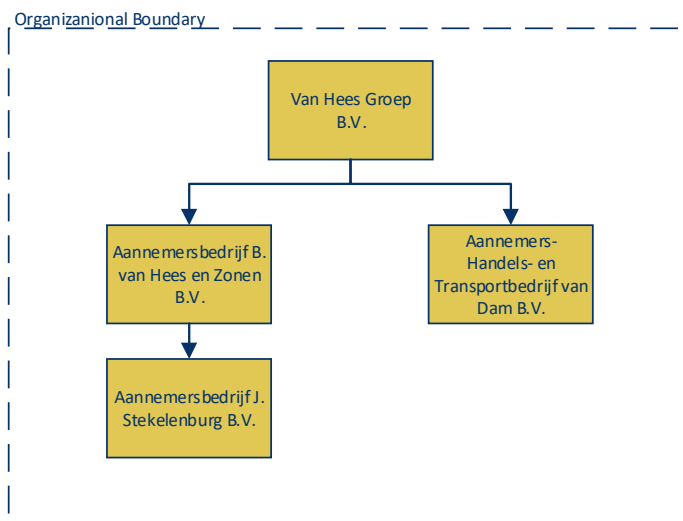 Organizanional Boundary
Van Hees Groep
B.V.
Aannemersbedrijf B.
van Hees en Zonen
B.V.
Aannemers-
Handels- en
Transportbedrijf van
Dam B.V.
Aannemersbedrijf J.
Stekelenburg B.V.